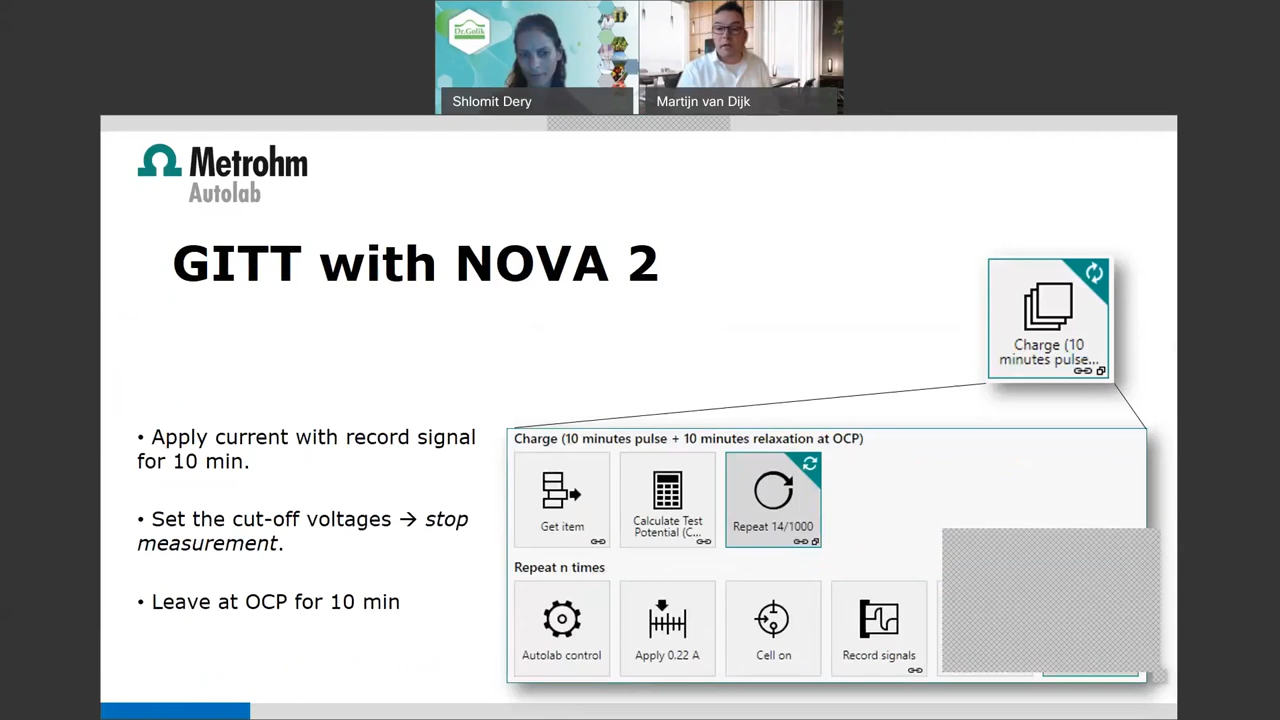 Dr.Golik
Shlomit Dery
Martijn van Dijk
Metrohm
Autolab
GITT with NOVA 2
Charge (10
minutes pulse...
• Apply current with record signal
for 10 min.
• Set the cut-off voltages → stop
measurement.
• Leave at OCP for 10 min
Charge (10 minutes pulse + 10 minutes relaxation at OCP)
Get item
Calculate Test
Potential (C...
Repeat 14/1000
Repeat n times
Autolab control
Apply 0.22 A
Cell on
Record signals